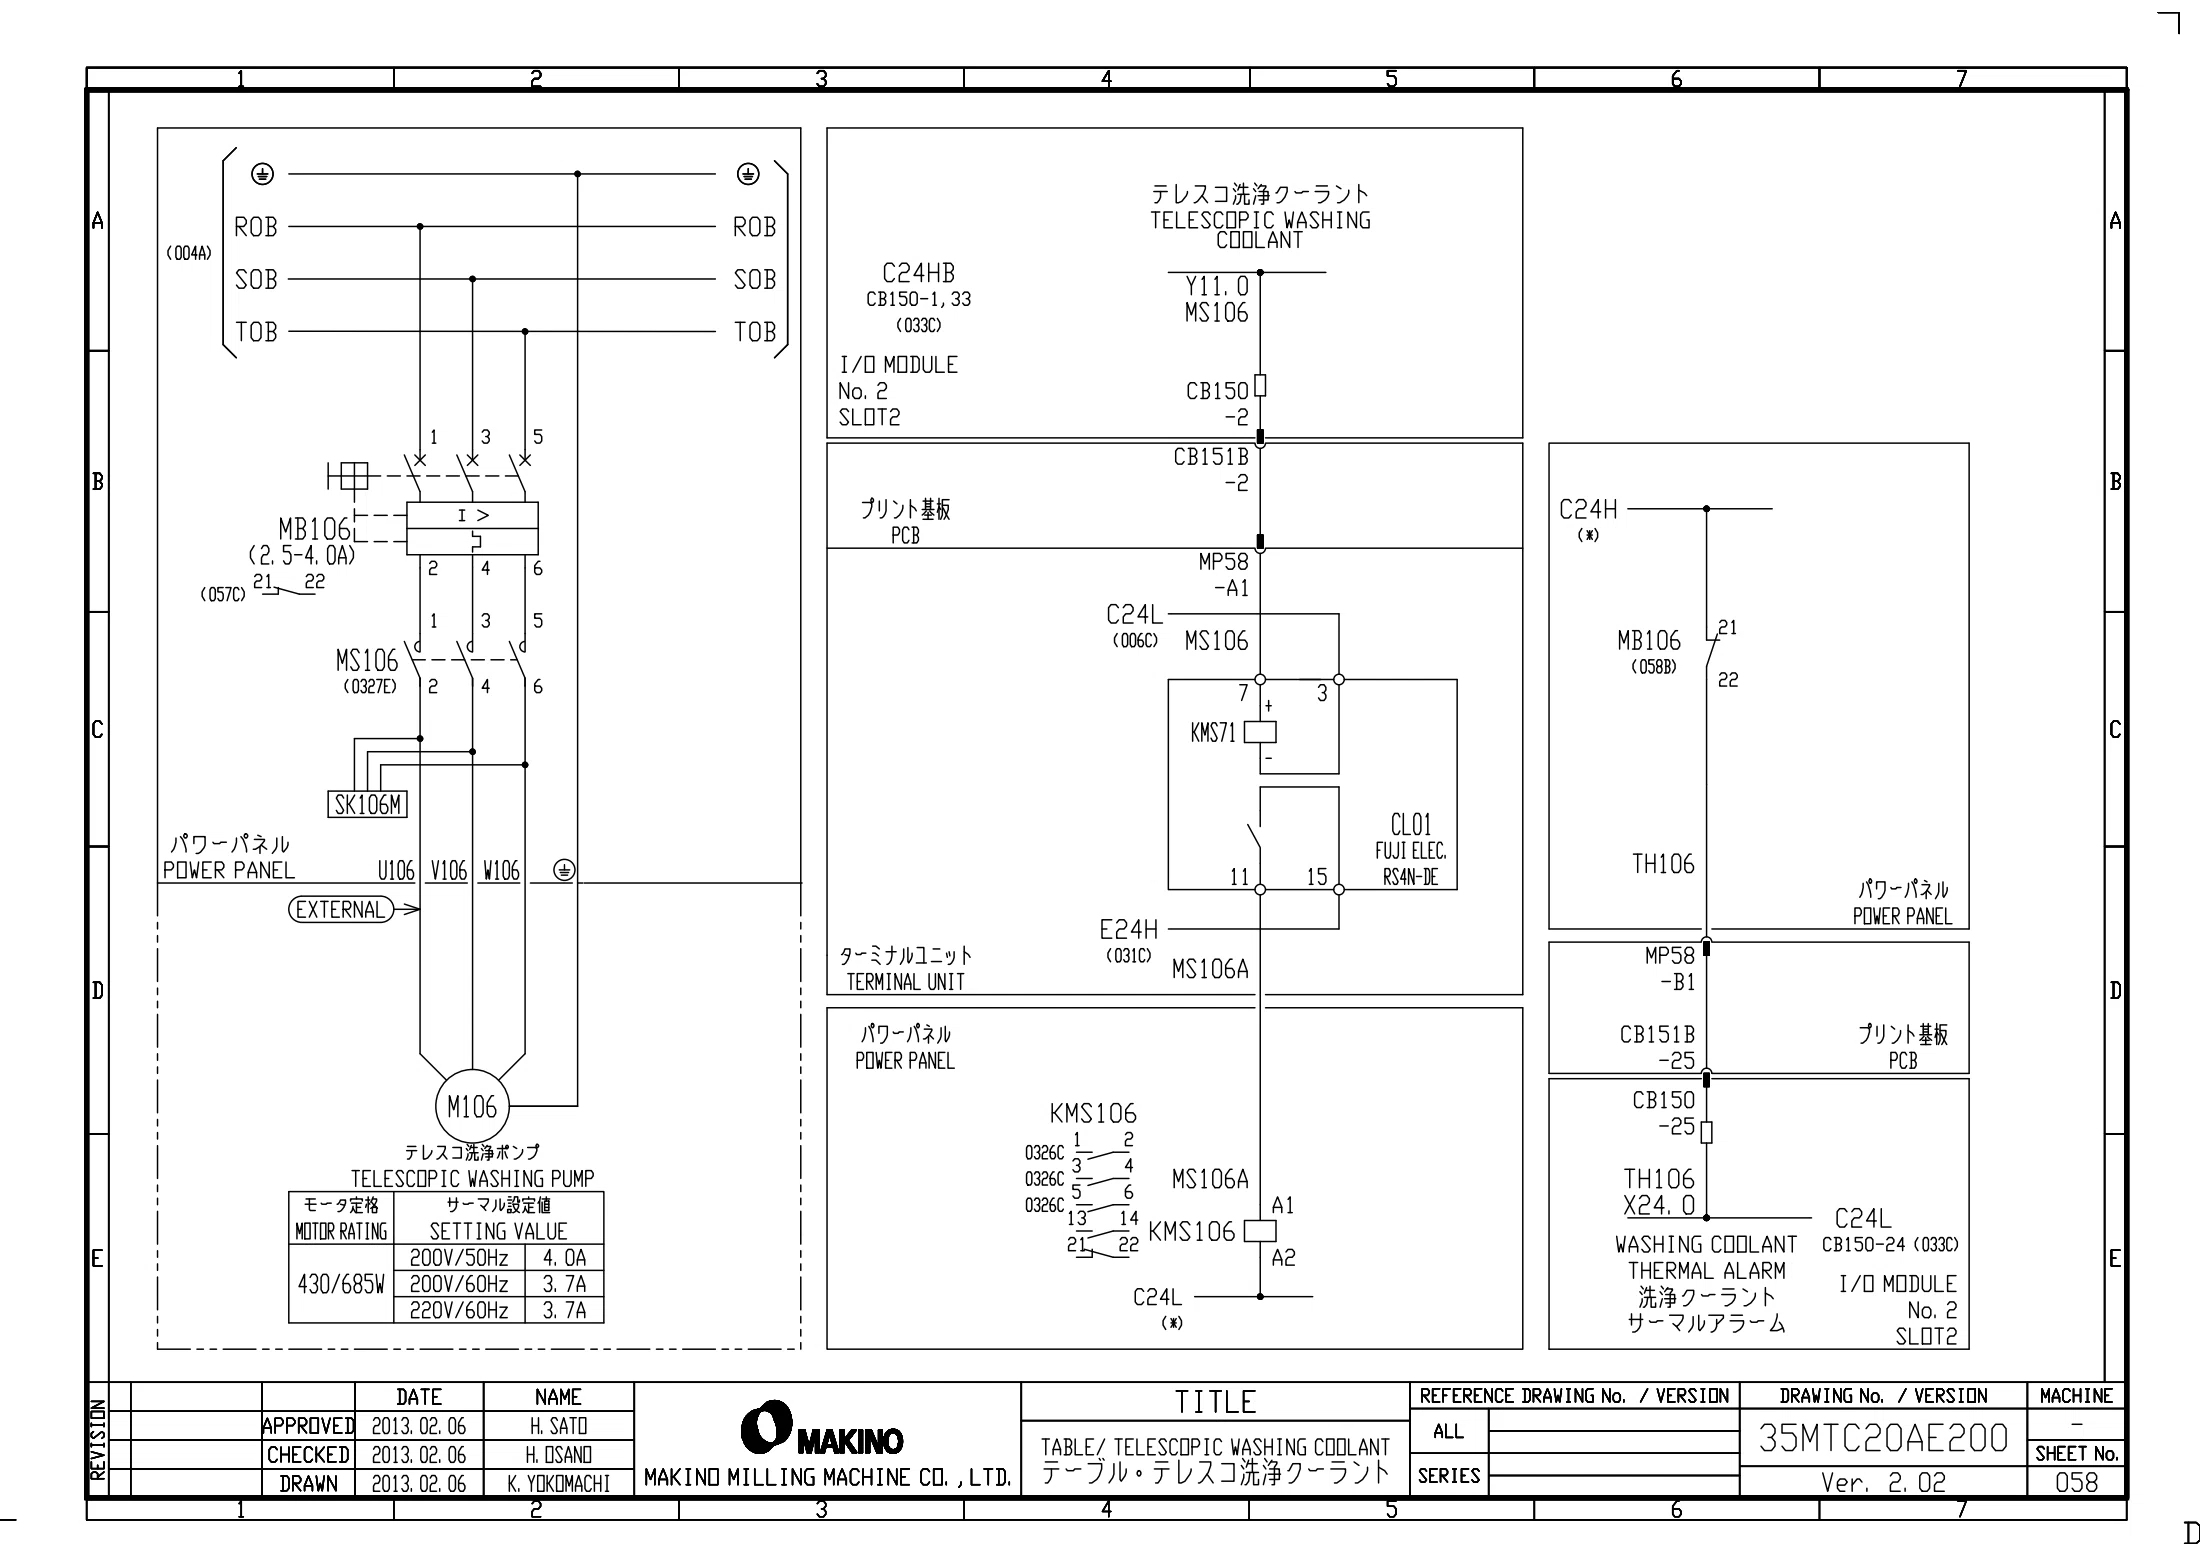 1 2 3 4 5 6 7
A
B
C
D
E
ROB ROB
(004A)
SOB SOB
TOB TOB
1 3 5
I >
MB106
(2.5-4.0A)
2 4 6
21 22
(057C)
1 3 5
MS106
(0327E)
2 4 6
SK106M
パワーパネル
POWER PANEL
U106 V106 W106
EXTERNAL
M106
テレスコ洗浄ポンプ
TELESCOPIC WASHING PUMP
モータ定格 サーマル設定値
MOTOR RATING SETTING VALUE
430/685W
200V/50Hz 4.0A
200V/60Hz 3.7A
220V/60Hz 3.7A
テレスコ洗浄クーラント
TELESCOPIC WASHING
COOLANT
C24HB
CB150-1,33
(033C)
Y11.0
MS106
I/O MODULE
No.2
SLOT2
CB150
-2
CB151B
-2
プリント基板
PCB
MP58
-A1
C24L
(006C)
MS106
7 3
+
KMS71
-
CL01
FUJI ELEC.
RS4N-DE
11 15
E24H
(031C)
MS106A
ターミナルユニット
TERMINAL UNIT
パワーパネル
POWER PANEL
KMS106
0326C 1 2
0326C 3 4
0326C 5 6
13 14
21 22
MS106A
A1
KMS106
A2
C24L
(*)
C24H
(*)
MB106
(058B)
21
22
TH106
パワーパネル
POWER PANEL
MP58
-B1
CB151B
-25
プリント基板
PCB
CB150
-25
TH106
X24.0
C24L
CB150-24 (033C)
WASHING COOLANT
THERMAL ALARM
洗浄クーラント
サーマルアラーム
I/O MODULE
No.2
SLOT2
A
B
C
D
E
REVISION
DATE NAME
APPROVED 2013.02.06 H.SATO
CHECKED 2013.02.06 H.OSANO
DRAWN 2013.02.06 K.YOKOMACHI
MAKINO
MAKINO MILLING MACHINE CO.,LTD.
TITLE
TABLE/ TELESCOPIC WASHING COOLANT
テーブル・テレスコ洗浄クーラント
REFERENCE DRAWING No. / VERSION
ALL
SERIES
DRAWING No. / VERSION
35MTC20AE200
Ver. 2.02
MACHINE
-
SHEET No.
058
1 2 3 4 5 6 7